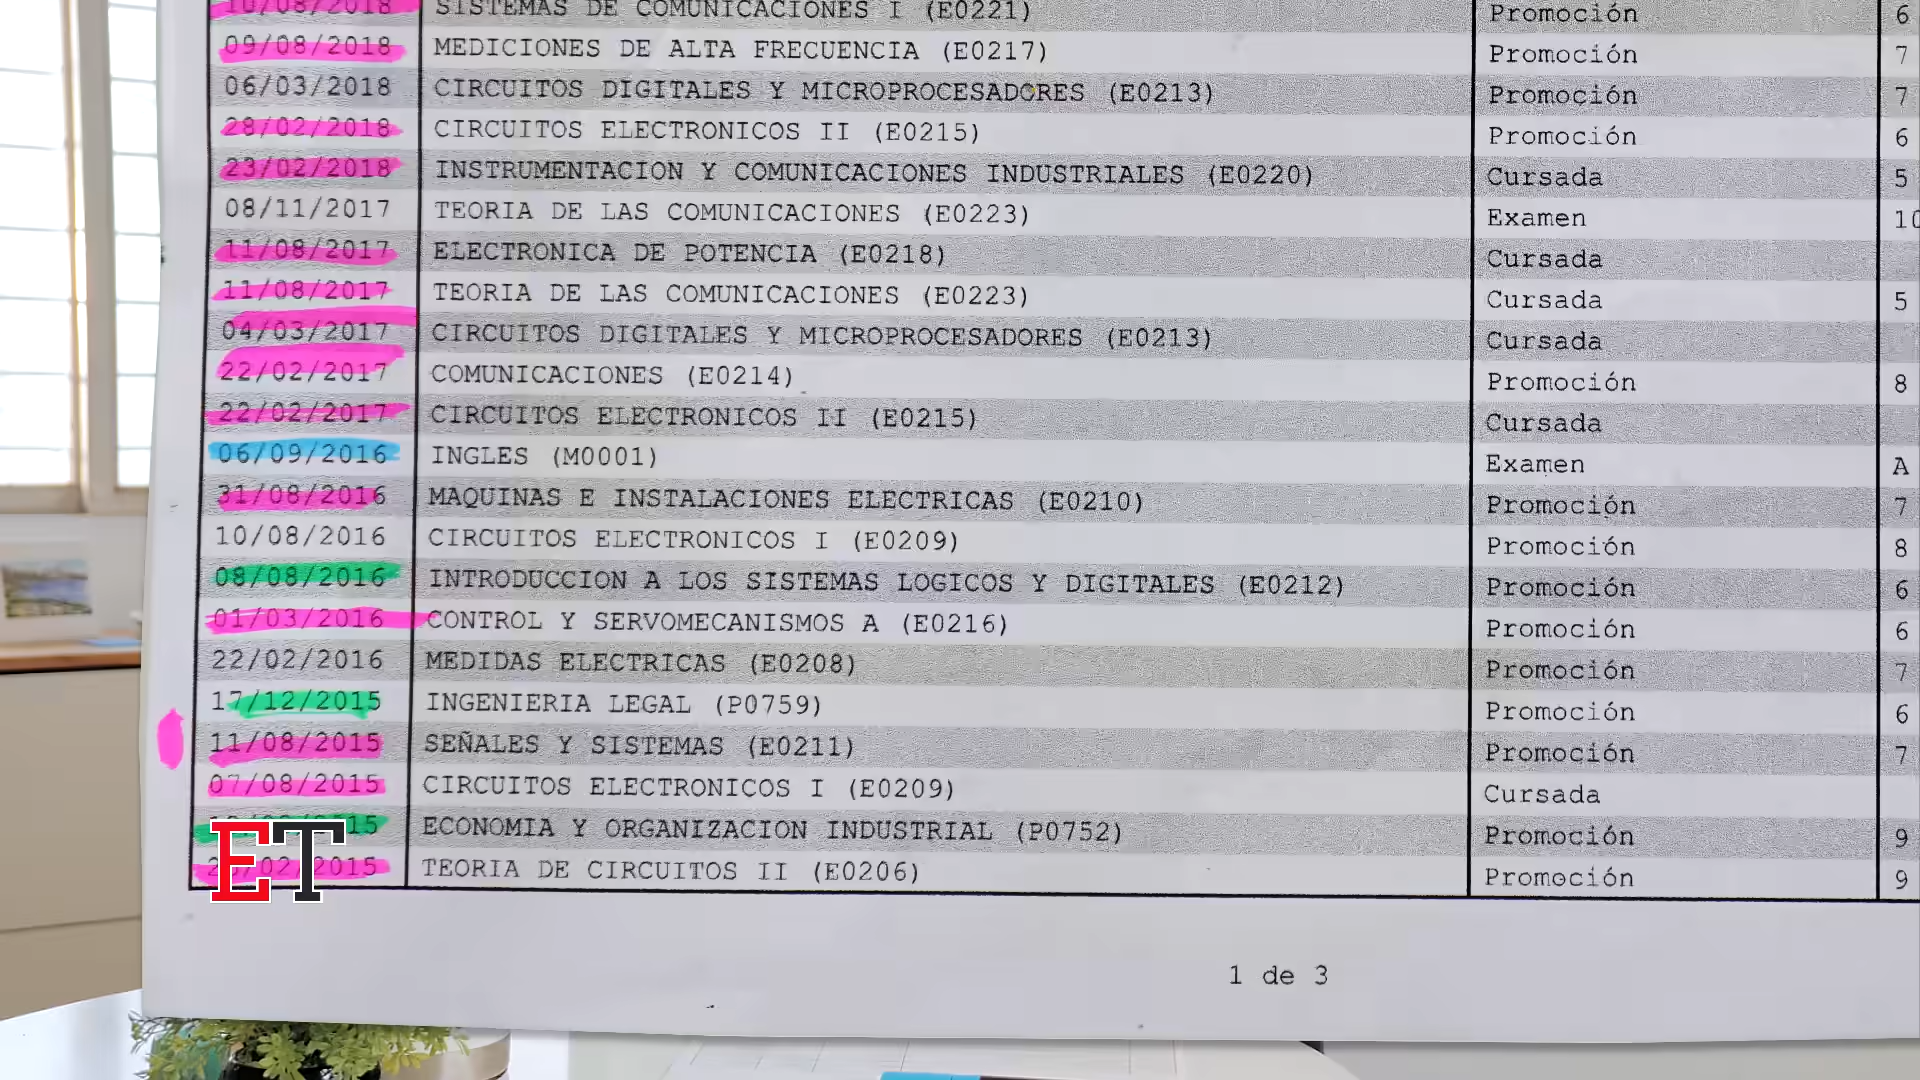 10/08/2018 SISTEMAS DE COMUNICACIONES I (E0221) Promoción 6
09/08/2018 MEDICIONES DE ALTA FRECUENCIA (E0217) Promoción 7
06/03/2018 CIRCUITOS DIGITALES Y MICROPROCESADORES (E0213) Promoción 7
28/02/2018 CIRCUITOS ELECTRONICOS II (E0215) Promoción 6
23/02/2018 INSTRUMENTACION Y COMUNICACIONES INDUSTRIALES (E0220) Cursada 5
08/11/2017 TEORIA DE LAS COMUNICACIONES (E0223) Examen 10
11/08/2017 ELECTRONICA DE POTENCIA (E0218) Cursada
11/08/2017 TEORIA DE LAS COMUNICACIONES (E0223) Cursada 5
04/03/2017 CIRCUITOS DIGITALES Y MICROPROCESADORES (E0213) Cursada
22/02/2017 COMUNICACIONES (E0214) Promoción 8
22/02/2017 CIRCUITOS ELECTRONICOS II (E0215) Cursada
06/09/2016 INGLES (M0001) Examen A
31/08/2016 MAQUINAS E INSTALACIONES ELECTRICAS (E0210) Promoción 7
10/08/2016 CIRCUITOS ELECTRONICOS I (E0209) Promoción 8
08/08/2016 INTRODUCCION A LOS SISTEMAS LOGICOS Y DIGITALES (E0212) Promoción 6
01/03/2016 CONTROL Y SERVOMECANISMOS A (E0216) Promoción 6
22/02/2016 MEDIDAS ELECTRICAS (E0208) Promoción 7
17/12/2015 INGENIERIA LEGAL (P0759) Promoción 6
11/08/2015 SEÑALES Y SISTEMAS (E0211) Promoción 7
07/08/2015 CIRCUITOS ELECTRONICOS I (E0209) Cursada
ECONOMIA Y ORGANIZACION INDUSTRIAL (P0752) Promoción 9
TEORIA DE CIRCUITOS II (E0206) Promoción 9
ET
1 de 3